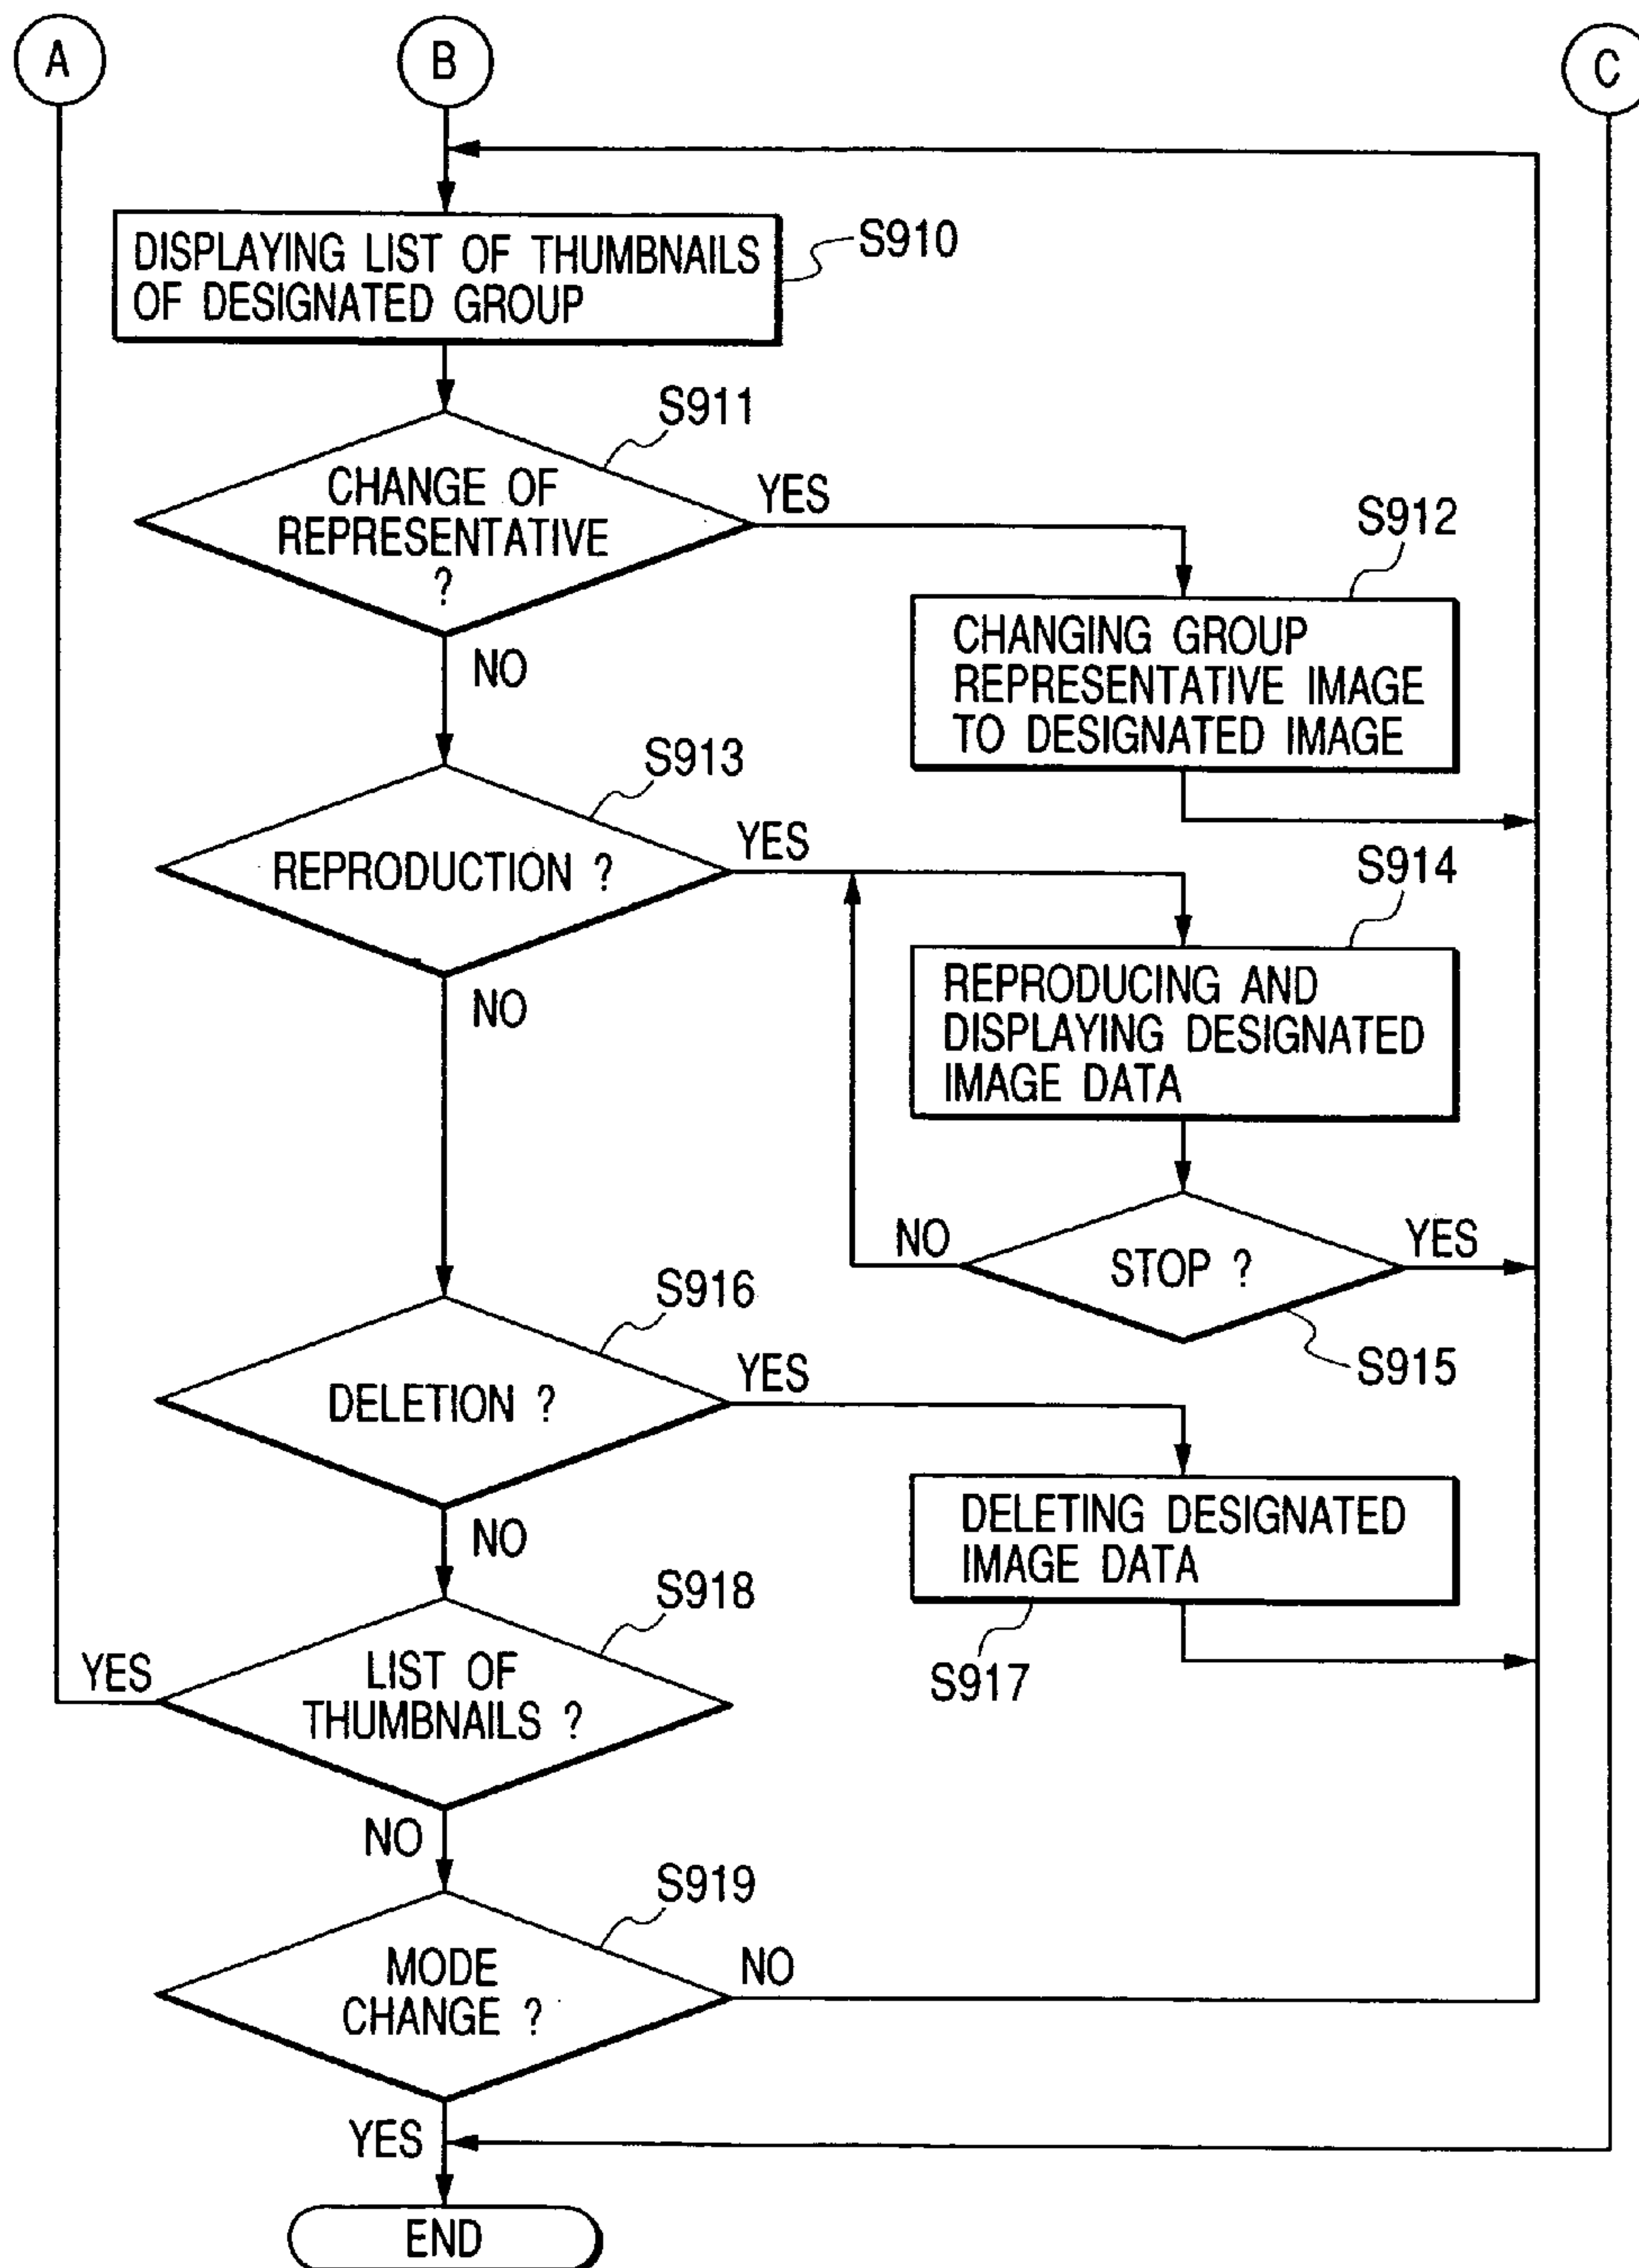 A
B
C
DISPLAYING LIST OF THUMBNAILS
OF DESIGNATED GROUP
S910
S911
CHANGE OF
REPRESENTATIVE
?
YES
NO
S912
CHANGING GROUP
REPRESENTATIVE IMAGE
TO DESIGNATED IMAGE
S913
REPRODUCTION ?
YES
NO
S914
REPRODUCING AND
DISPLAYING DESIGNATED
IMAGE DATA
NO
STOP ?
YES
S915
S916
DELETION ?
YES
NO
DELETING DESIGNATED
IMAGE DATA
S917
S918
YES
LIST OF
THUMBNAILS ?
NO
S919
MODE
CHANGE ?
NO
YES
END